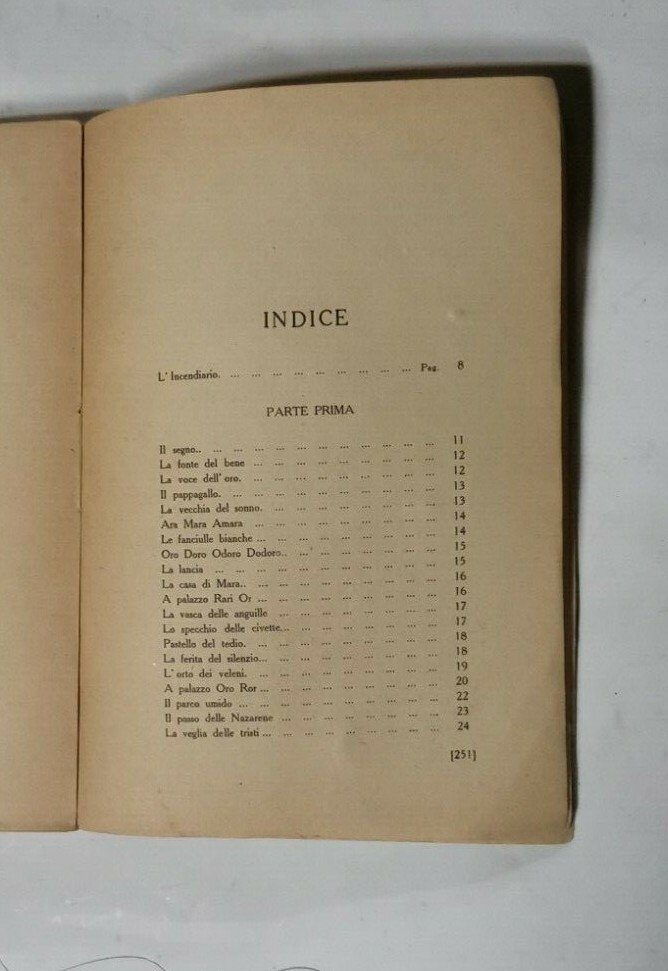 INDICE
L' Incendiario. ... ... ... ... ... ... ... ... ... Pag. 8
PARTE PRIMA
Il segno.. ... ... ... ... ... ... ... ... ... ... ... 11
La fonte del bene ... ... ... ... ... ... ... ... ... 12
La voce dell' oro. ... ... ... ... ... ... ... ... ... 12
Il pappagallo. ... ... ... ... ... ... ... ... ... ... 13
La vecchia del sonno. ... ... ... ... ... ... ... ... 13
Ara Mara Amara ... ... ... ... ... ... ... ... ... 14
Le fanciulle bianche ... ... ... ... ... ... ... ... ... 14
Oro Doro Odoro Dodoro.. ... ... ... ... ... ... ... 15
La lancia ... ... ... ... ... ... ... ... ... ... ... 15
La casa di Mara.. ... ... ... ... ... ... ... ... ... 16
A palazzo Rari Or ... ... ... ... ... ... ... ... ... 16
La vasca delle anguille ... ... ... ... ... ... ... ... 17
Lo specchio delle civette... ... ... ... ... ... ... ... 17
Pastello del tedio. ... ... ... ... ... ... ... ... ... 18
La ferita del silenzio... ... ... ... ... ... ... ... ... 18
L' orto dei veleni. ... ... ... ... ... ... ... ... ... 19
A palazzo Oro Ror ... ... ... ... ... ... ... ... ... 20
Il parco umido ... ... ... ... ... ... ... ... ... ... 22
Il passo delle Nazarene ... ... ... ... ... ... ... ... 23
La veglia delle tristi ... ... ... ... ... ... ... ... ... 24
[251]